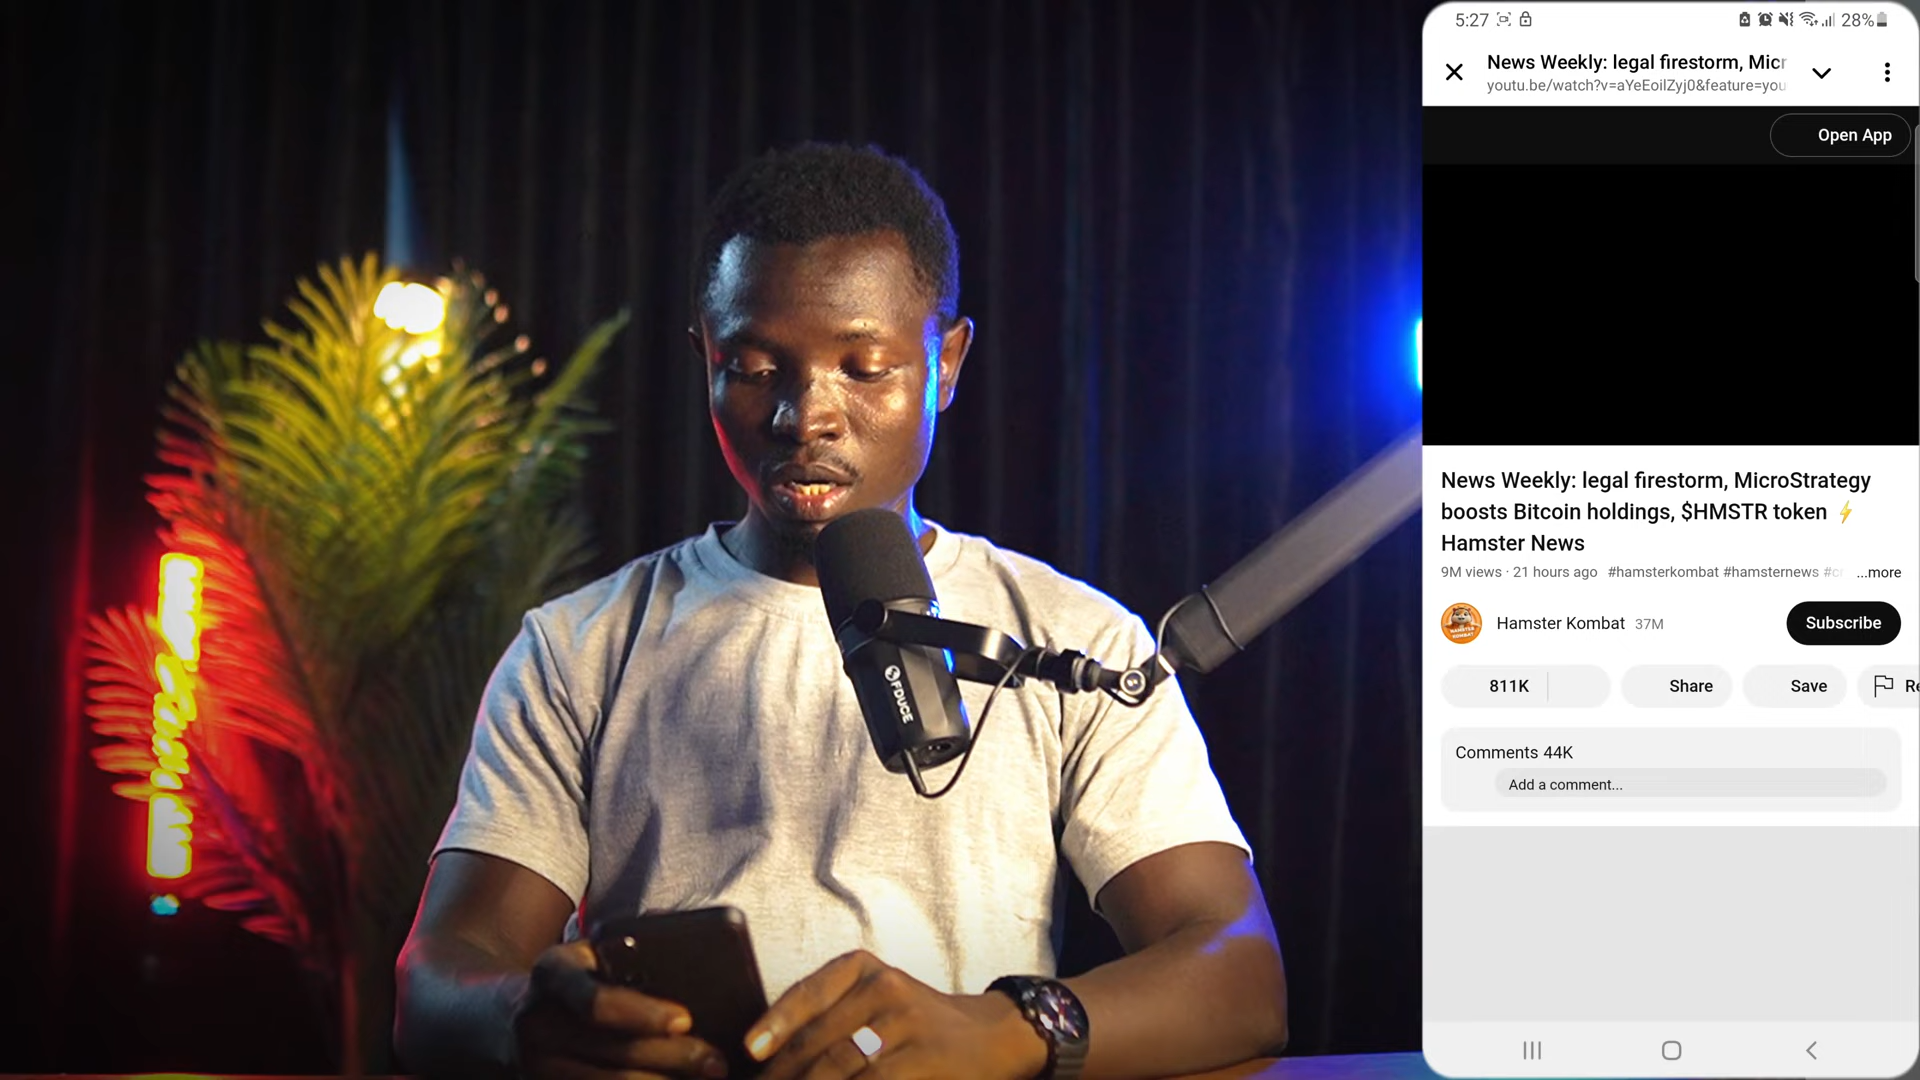 5:27
28%
News Weekly: legal firestorm, Micr
youtu.be/watch?v=aYeEoilZyj0&feature=you
Open App
News Weekly: legal firestorm, MicroStrategy
boosts Bitcoin holdings, $HMSTR token ⚡
Hamster News
9M views · 21 hours ago #hamsterkombat #hamsternews #cr ...more
Hamster Kombat 37M
Subscribe
811K
Share
Save
Re
Comments 44K
Add a comment...
FDUCE